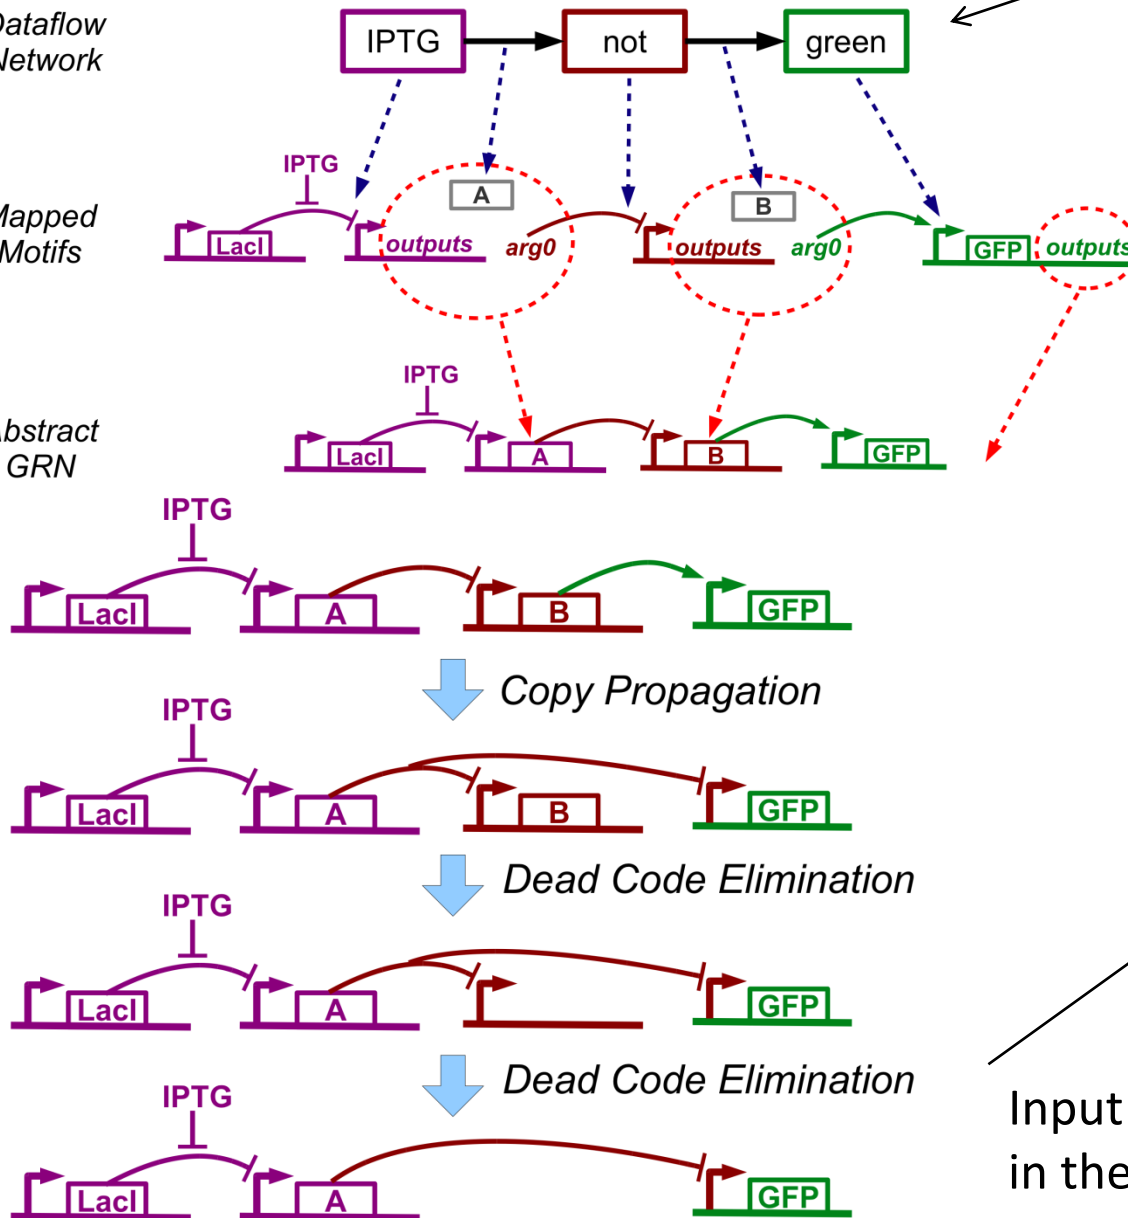 Dataflow
Network
IPTG
not
green
IPTG
A
B
Mapped
Motifs
LacI
outputs
arg0
outputs
arg0
GFP
outputs
IPTG
Abstract
GRN
LacI
A
B
GFP
IPTG
LacI
A
B
GFP
Copy Propagation
IPTG
LacI
A
B
GFP
Dead Code Elimination
IPTG
LacI
A
GFP
Dead Code Elimination
IPTG
LacI
A
GFP
Input
in the